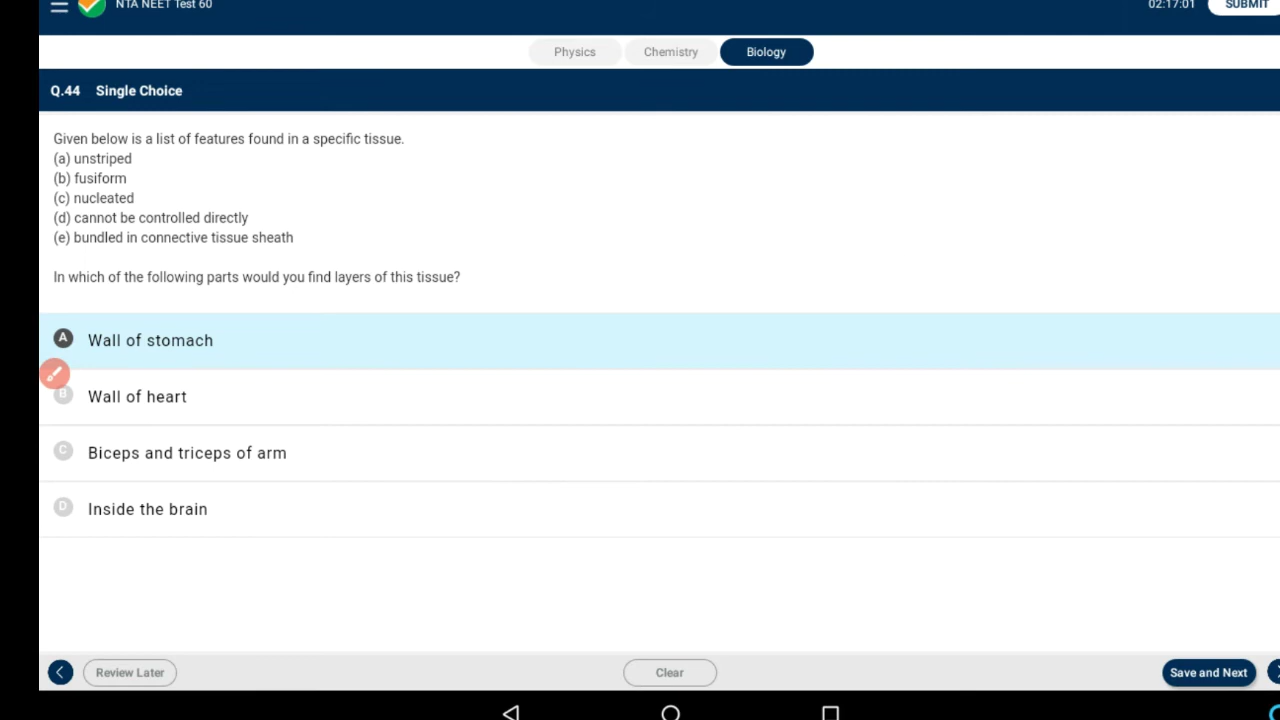 NTA NEET Test 60
02:17:01
SUBMIT
Physics
Chemistry
Biology
Q.44 Single Choice
Given below is a list of features found in a specific tissue.
(a) unstriped
(b) fusiform
(c) nucleated
(d) cannot be controlled directly
(e) bundled in connective tissue sheath
In which of the following parts would you find layers of this tissue?
A Wall of stomach
B Wall of heart
C Biceps and triceps of arm
D Inside the brain
Review Later
Clear
Save and Next